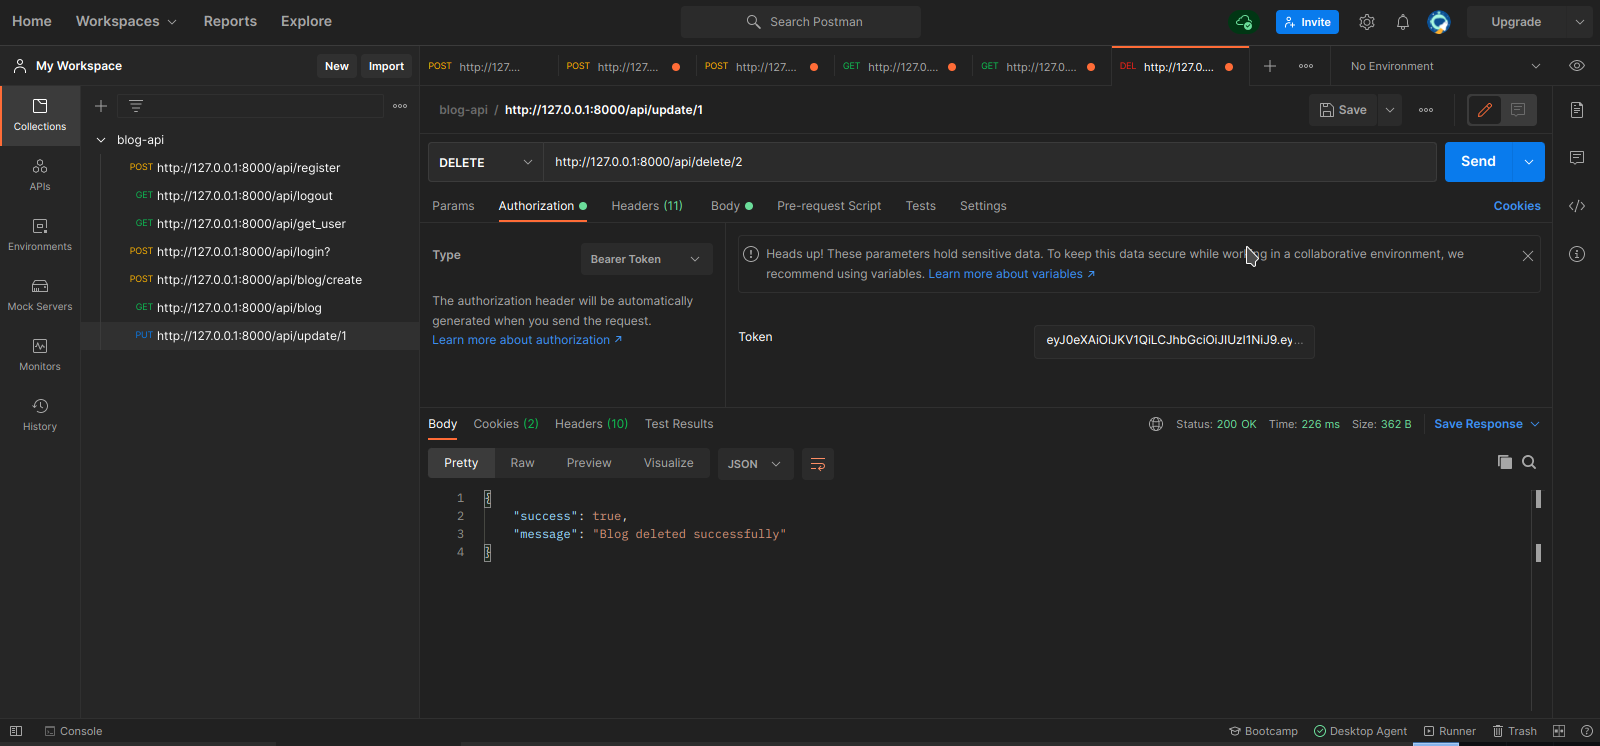 Home Workspaces Reports Explore Search Postman Invite Upgrade
My Workspace New Import
POST http://127.... POST http://127.... POST http://127.... GET http://127.0.... GET http://127.0.... DEL http://127.0.... No Environment
Collections
APIs
Environments
Mock Servers
Monitors
History
blog-api
POST http://127.0.0.1:8000/api/register
GET http://127.0.0.1:8000/api/logout
GET http://127.0.0.1:8000/api/get_user
POST http://127.0.0.1:8000/api/login?
POST http://127.0.0.1:8000/api/blog/create
GET http://127.0.0.1:8000/api/blog
PUT http://127.0.0.1:8000/api/update/1
blog-api / http://127.0.0.1:8000/api/update/1 Save
DELETE http://127.0.0.1:8000/api/delete/2 Send
Params Authorization Headers (11) Body Pre-request Script Tests Settings Cookies
Type Bearer Token
The authorization header will be automatically
generated when you send the request.
Learn more about authorization ↗
Heads up! These parameters hold sensitive data. To keep this data secure while working in a collaborative environment, we
recommend using variables. Learn more about variables ↗
Token eyJ0eXAiOiJKV1QiLCJhbGciOiJIUzI1NiJ9.ey...
Body Cookies (2) Headers (10) Test Results Status: 200 OK Time: 226 ms Size: 362 B Save Response
Pretty Raw Preview Visualize JSON
1 {
2 "success": true,
3 "message": "Blog deleted successfully"
4 }
Console Bootcamp Desktop Agent Runner Trash